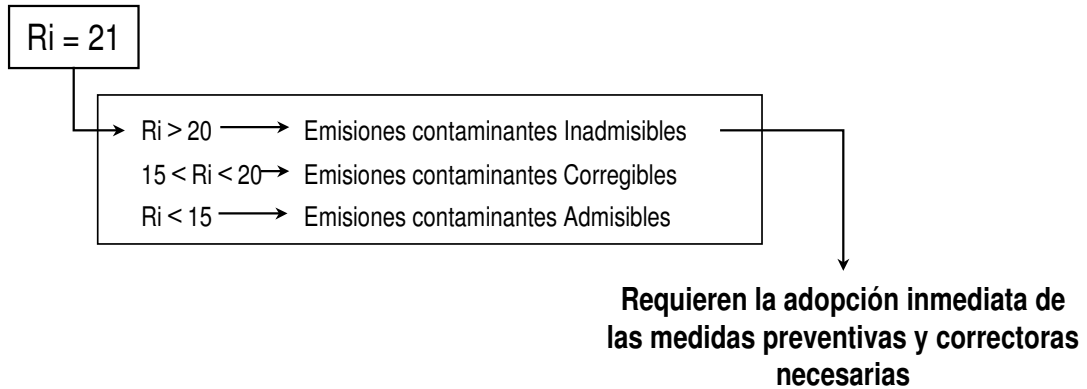 Ri = 21
Ri > 20 → Emisiones contaminantes Inadmisibles
15 < Ri < 20 → Emisiones contaminantes Corregibles
Ri < 15 → Emisiones contaminantes Admisibles
Requieren la adopción inmediata de
las medidas preventivas y correctoras
necesarias